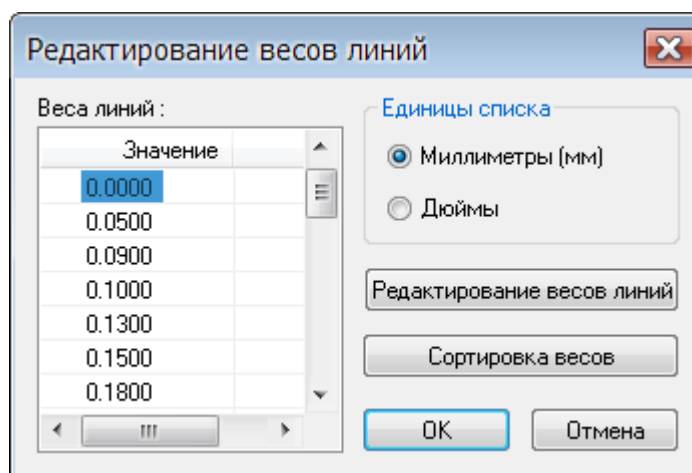 Редактирование весов линий
Веса линий :
Значение
0.0000
0.0500
0.0900
0.1000
0.1300
0.1500
0.1800
Единицы списка
Миллиметры (мм)
Дюймы
Редактирование весов линий
Сортировка весов
OK
Отмена